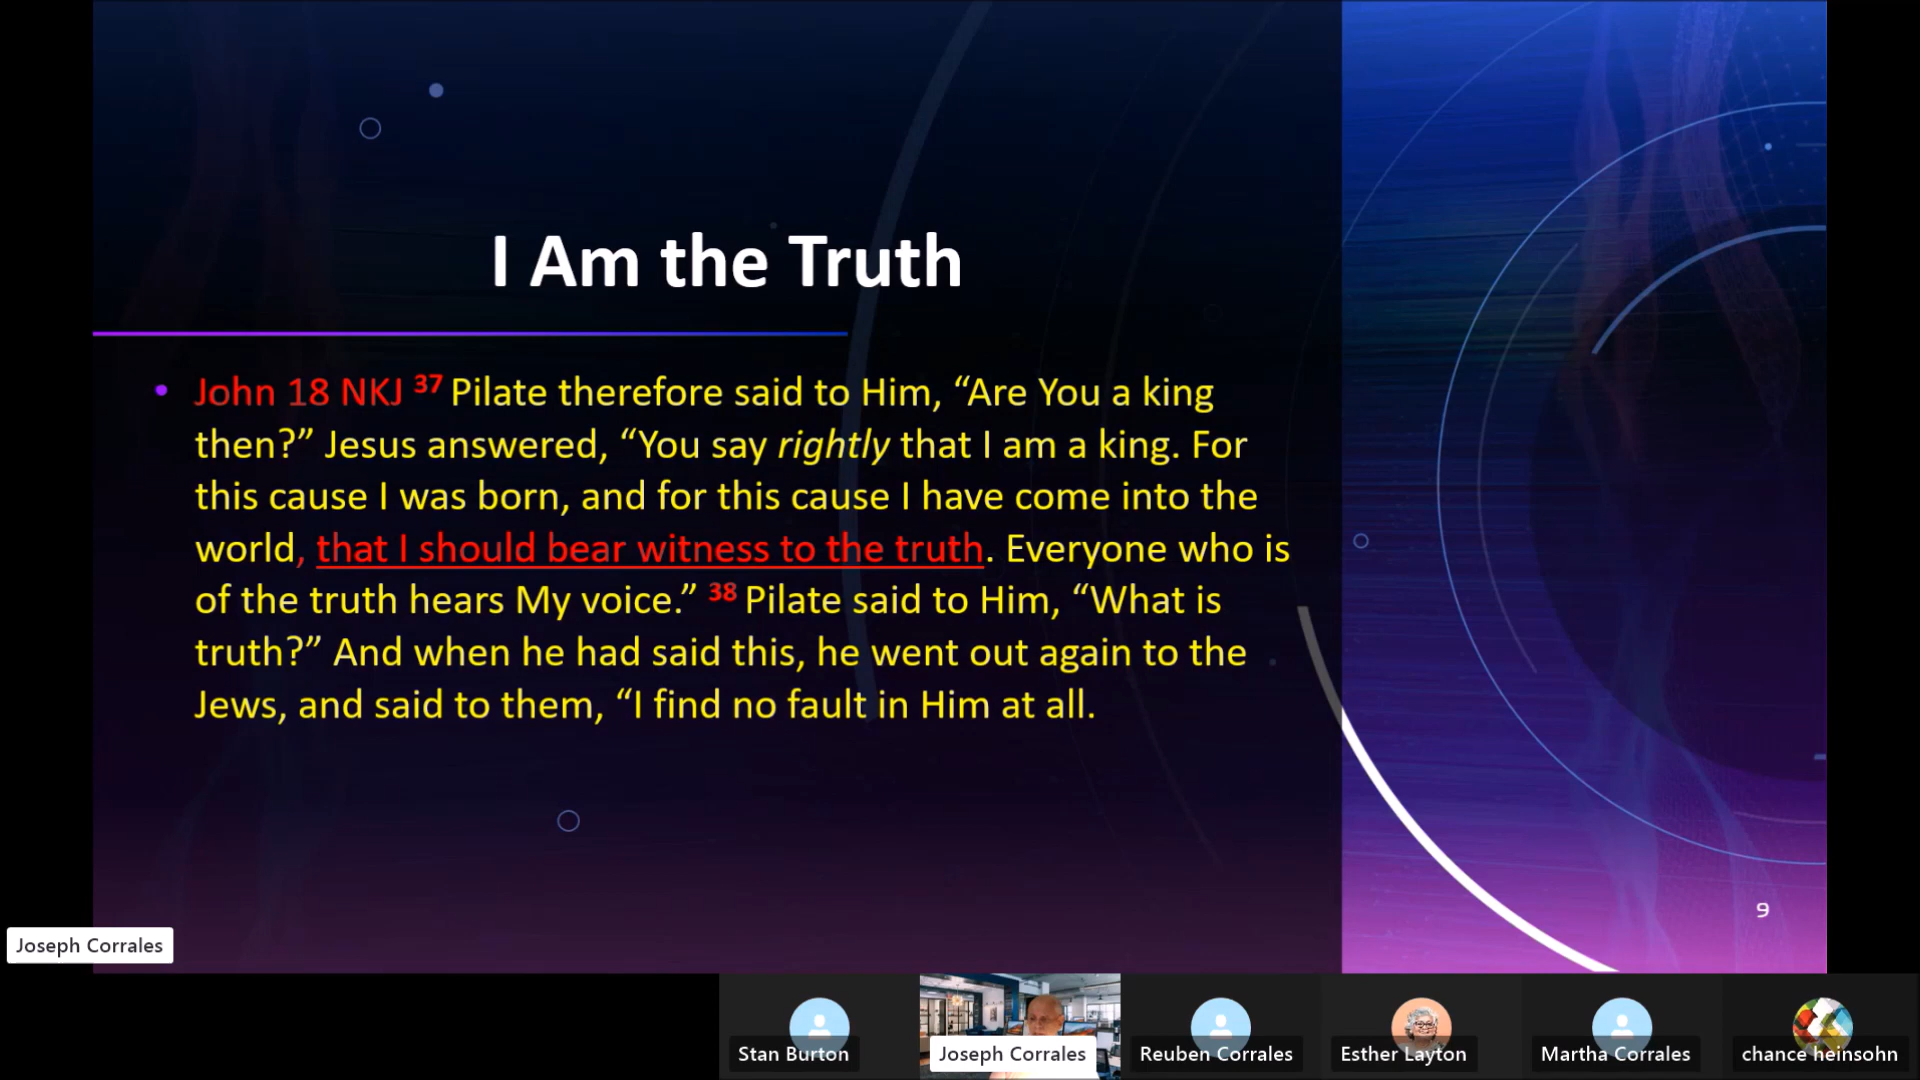 I Am the Truth
• John 18 NKJ 37 Pilate therefore said to Him, “Are You a king
then?” Jesus answered, “You say rightly that I am a king. For
this cause I was born, and for this cause I have come into the
world, that I should bear witness to the truth. Everyone who is
of the truth hears My voice.” 38 Pilate said to Him, “What is
truth?” And when he had said this, he went out again to the
Jews, and said to them, “I find no fault in Him at all.
9
Joseph Corrales
Stan Burton
Joseph Corrales
Reuben Corrales
Esther Layton
Martha Corrales
chance heinsohn